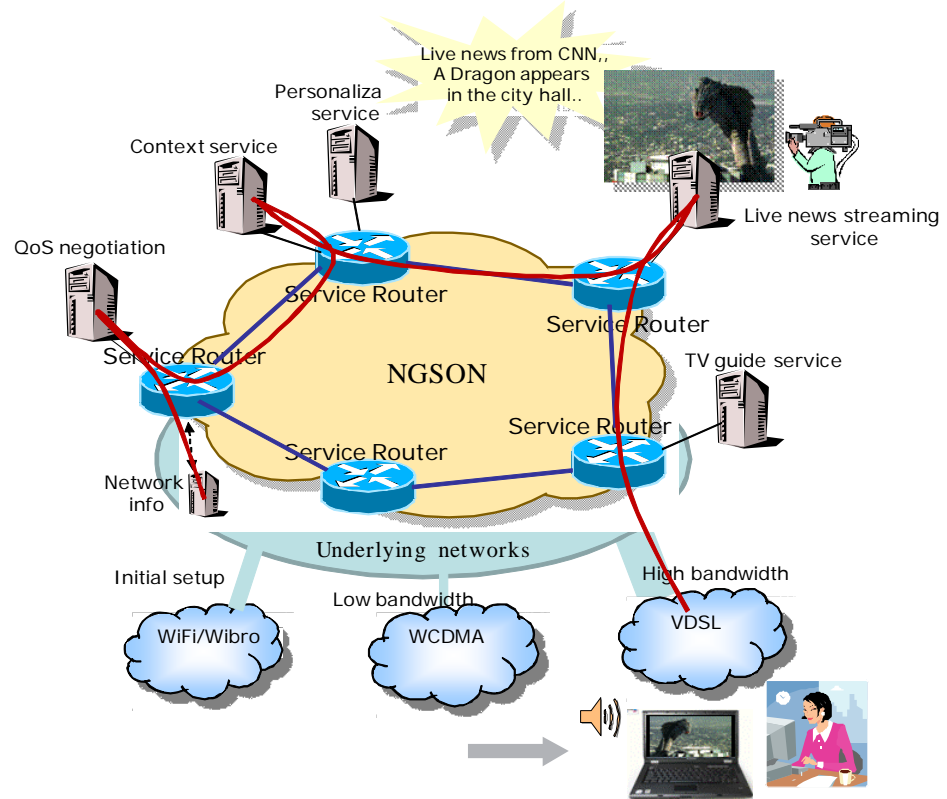 Live news from CNN,,
A Dragon appears
in the city hall..
Personaliza
service
Context service
QoS negotiation
Live news streaming
service
Service Router
Service Router
Service Router
NGSON
TV guide service
Service Router
Service Router
Network
info
Underlying networks
Initial setup
High bandwidth
Low bandwidth
WiFi/Wibro
WCDMA
VDSL